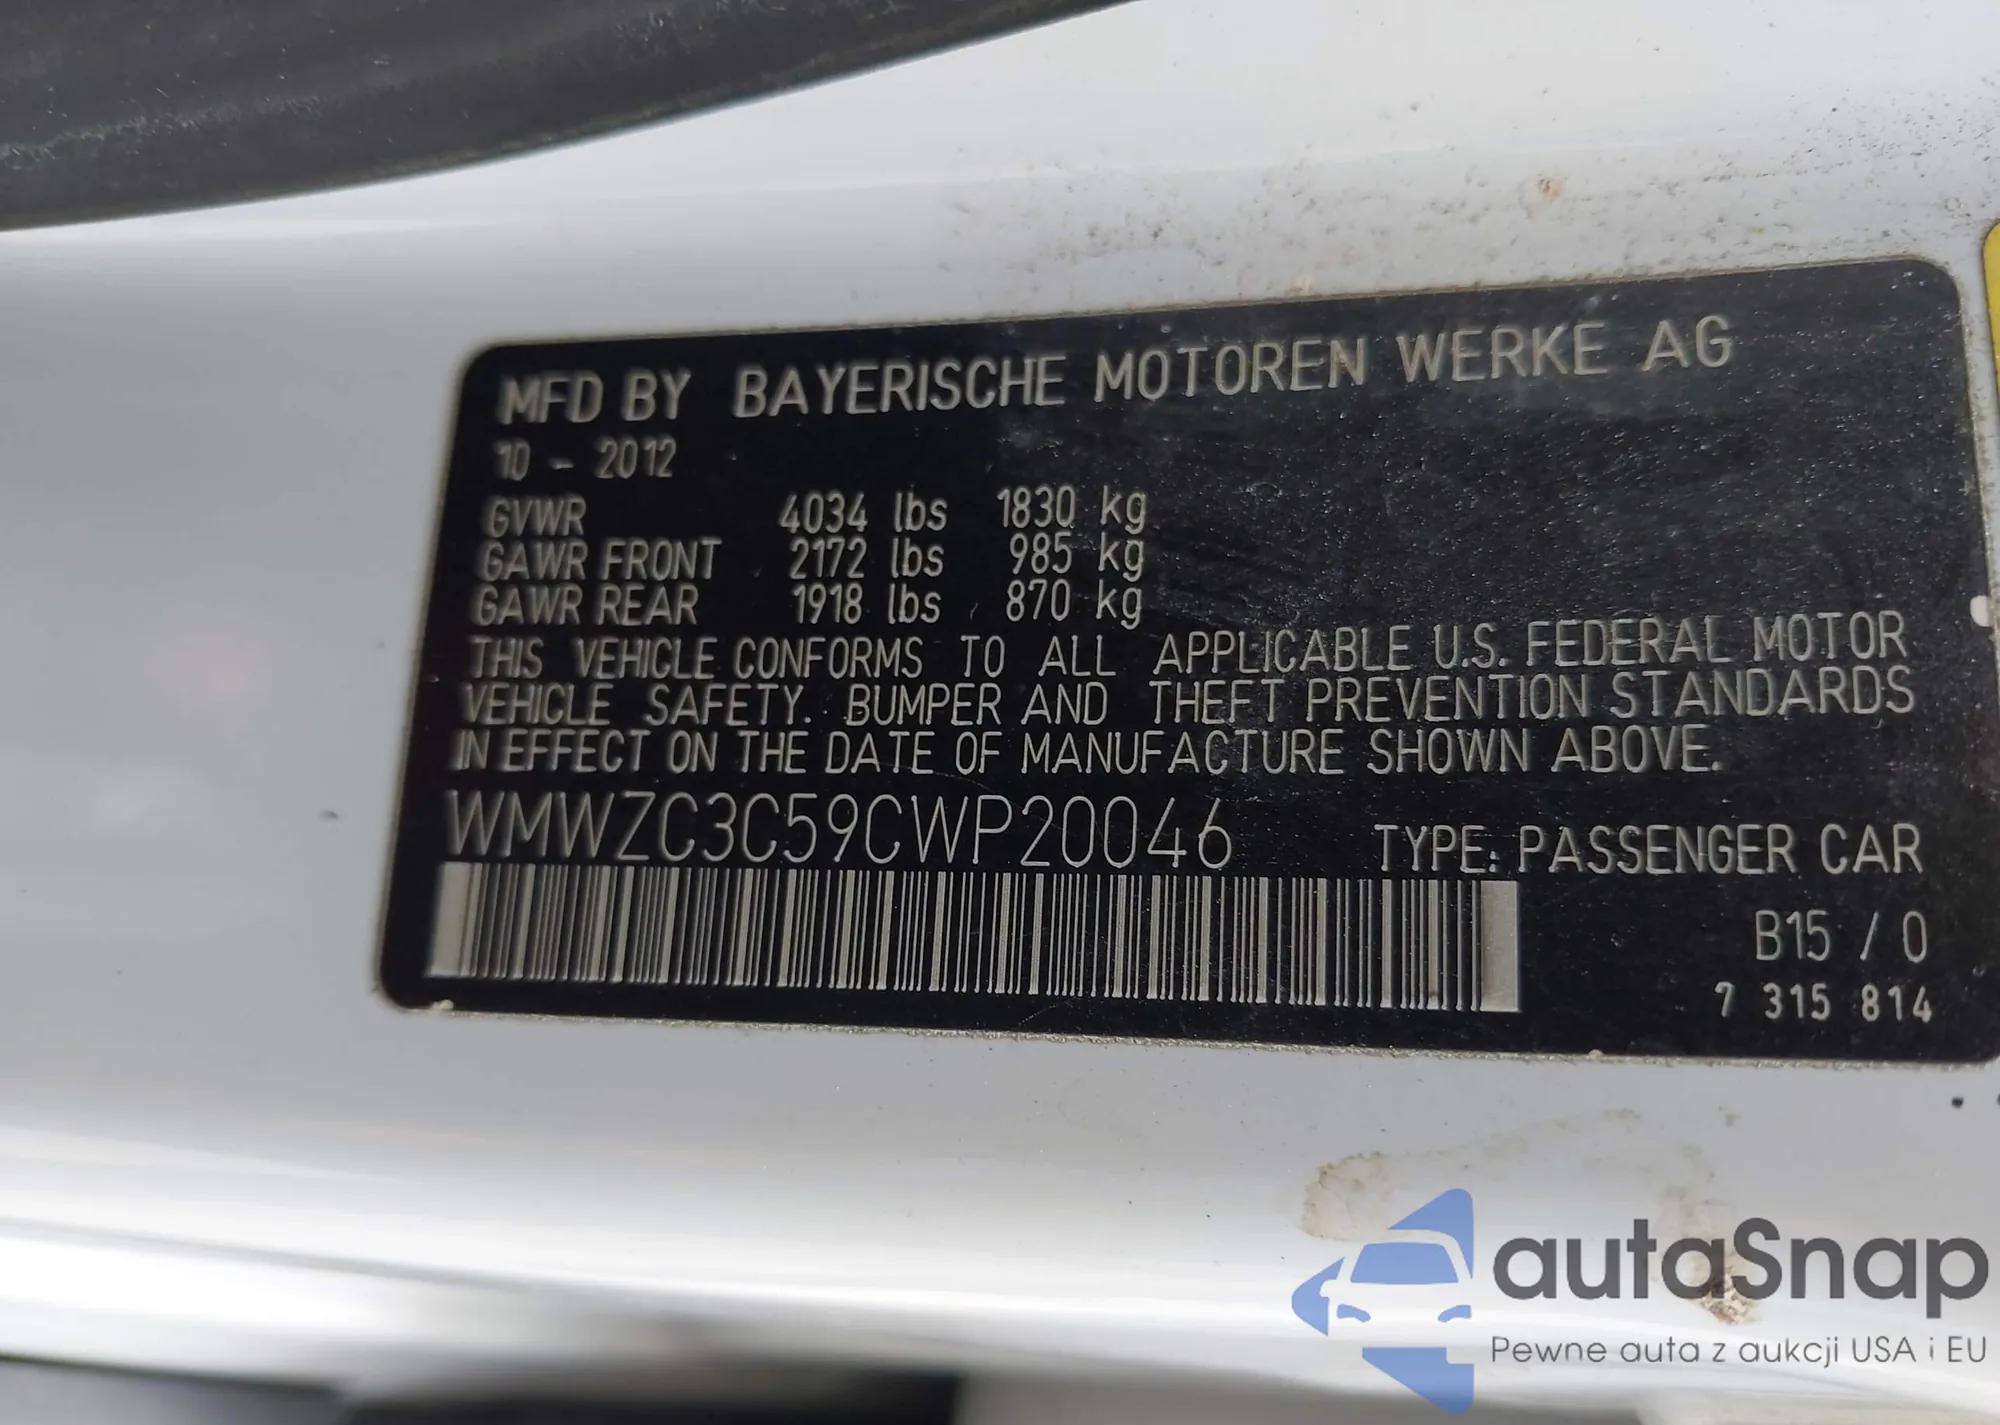 MFD BY BAYERISCHE MOTOREN WERKE AG
10 - 2012
GVWR 4034 lbs 1830 kg
GAWR FRONT 2172 lbs 985 kg
GAWR REAR 1918 lbs 870 kg
THIS VEHICLE CONFORMS TO ALL APPLICABLE U.S. FEDERAL MOTOR
VEHICLE SAFETY. BUMPER AND THEFT PREVENTION STANDARDS
IN EFFECT ON THE DATE OF MANUFACTURE SHOWN ABOVE.
WMWZC3C59CWP20046 TYPE: PASSENGER CAR
B15 / 0
7 315 814
autaSnap
Pewne auta z aukcji USA i EU